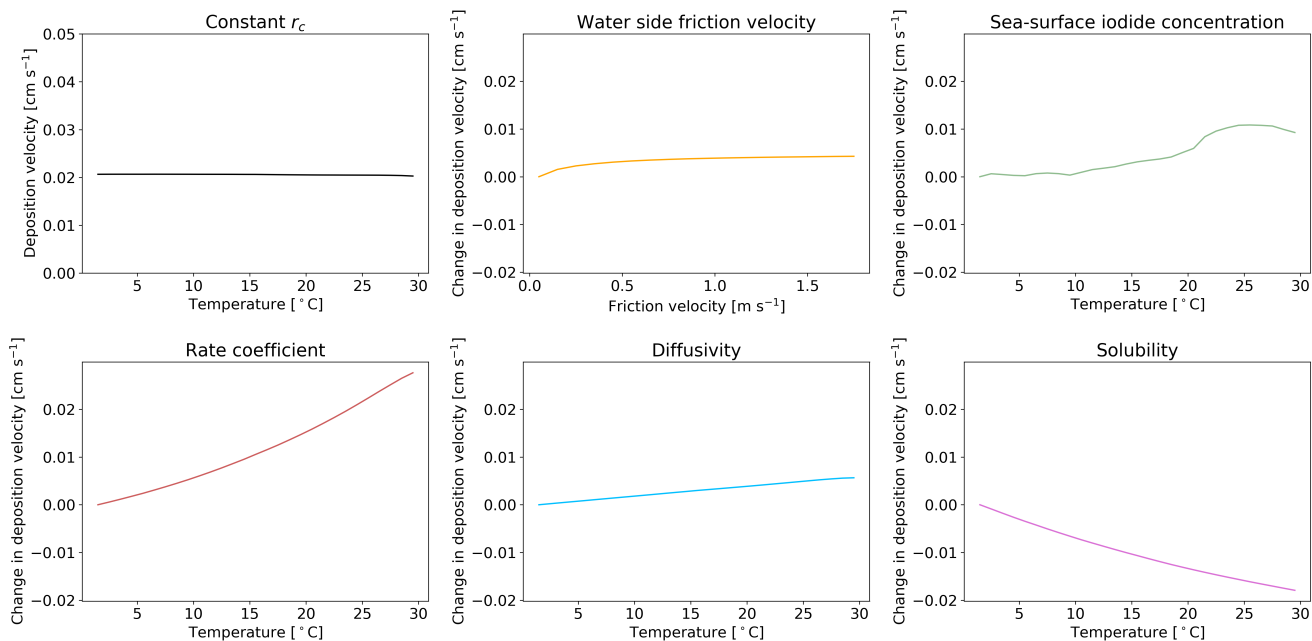 Constant r_c
Deposition velocity [cm s⁻¹]
0.05
0.04
0.03
0.02
0.01
0.00
5 10 15 20 25 30
Temperature [°C]
Water side friction velocity
Change in deposition velocity [cm s⁻¹]
0.02
0.01
0.00
−0.01
−0.02
0.0 0.5 1.0 1.5
Friction velocity [m s⁻¹]
Sea-surface iodide concentration
Change in deposition velocity [cm s⁻¹]
0.02
0.01
0.00
−0.01
−0.02
5 10 15 20 25 30
Temperature [°C]
Rate coefficient
Change in deposition velocity [cm s⁻¹]
0.02
0.01
0.00
−0.01
−0.02
5 10 15 20 25 30
Temperature [°C]
Diffusivity
Change in deposition velocity [cm s⁻¹]
0.02
0.01
0.00
−0.01
−0.02
5 10 15 20 25 30
Temperature [°C]
Solubility
Change in deposition velocity [cm s⁻¹]
0.02
0.01
0.00
−0.01
−0.02
5 10 15 20 25 30
Temperature [°C]